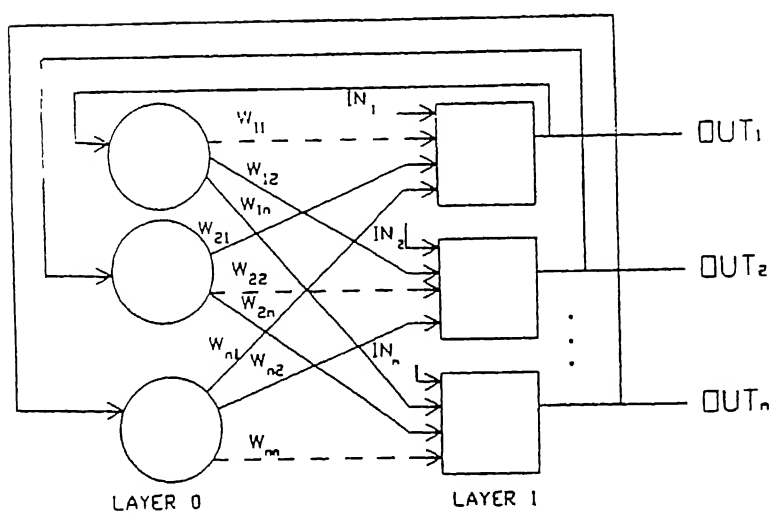 IN₁
W₁₁
OUT₁
W₁₂
W₁ₙ
W₂₁
IN₂
W₂₂
OUT₂
W₂ₙ
Wₙ₁
Wₙ₂
INₙ
OUTₙ
Wₙₙ
LAYER 0
LAYER 1